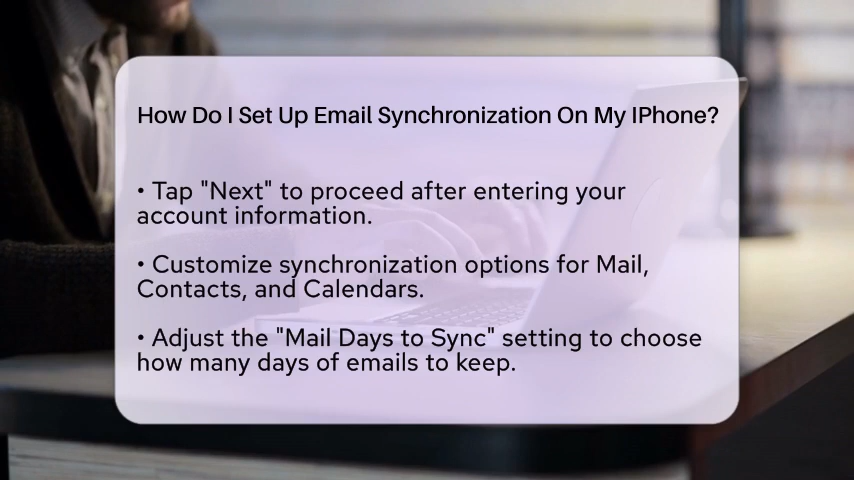 How Do I Set Up Email Synchronization On My IPhone?
• Tap "Next" to proceed after entering your
account information.
• Customize synchronization options for Mail,
Contacts, and Calendars.
• Adjust the "Mail Days to Sync" setting to choose
how many days of emails to keep.